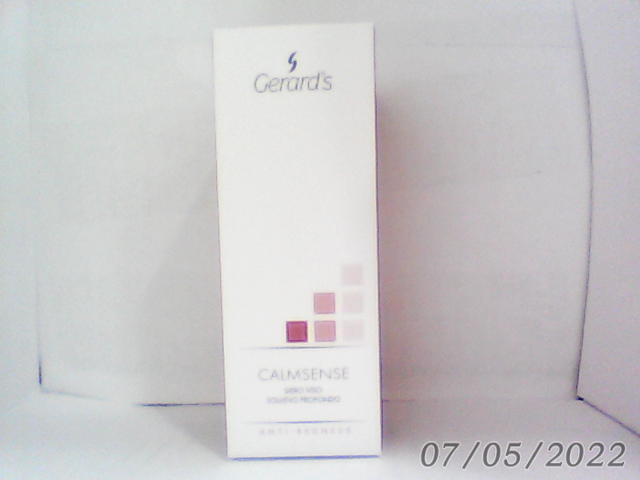 Gerard's
CALMSENSE
SIERO VISO
SOLLIEVO PROFONDO
ANTI-REDNESS
07/05/2022